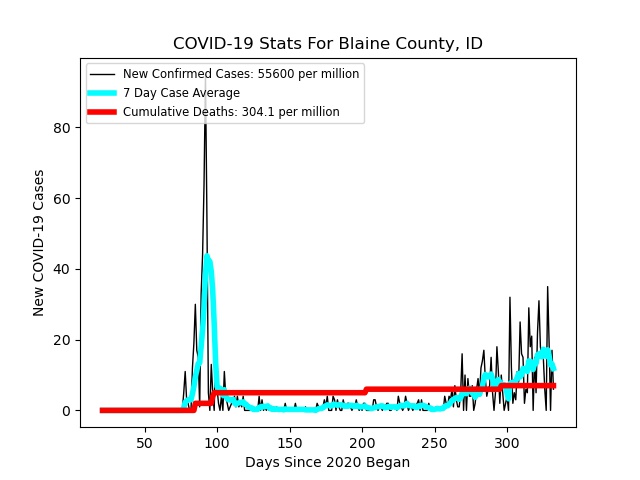 COVID-19 Stats For Blaine County, ID
New Confirmed Cases: 55600 per million
7 Day Case Average
Cumulative Deaths: 304.1 per million
80
60
40
20
0
New COVID-19 Cases
50 100 150 200 250 300
Days Since 2020 Began